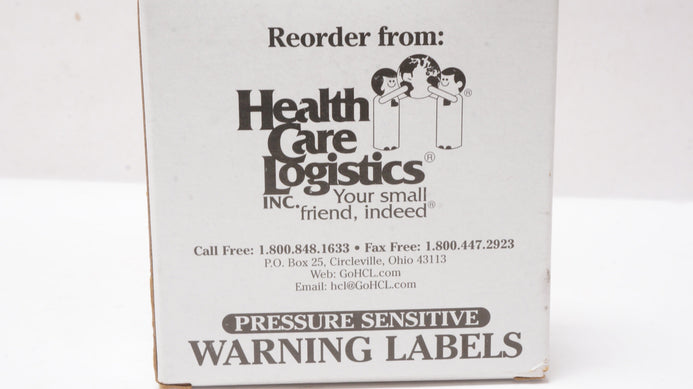 Reorder from:
Health
Care
Logistics®
INC. Your small
friend, indeed®
®
Call Free: 1.800.848.1633 • Fax Free: 1.800.447.2923
P.O. Box 25, Circleville, Ohio 43113
Web: GoHCL.com
Email: hcl@GoHCL.com
PRESSURE SENSITIVE
WARNING LABELS